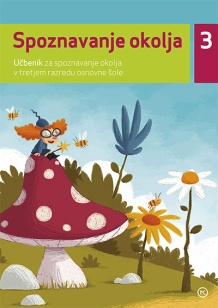 Spoznavanje okolja 3
Učbenik za spoznavanje okolja
v tretjem razredu osnovne šole